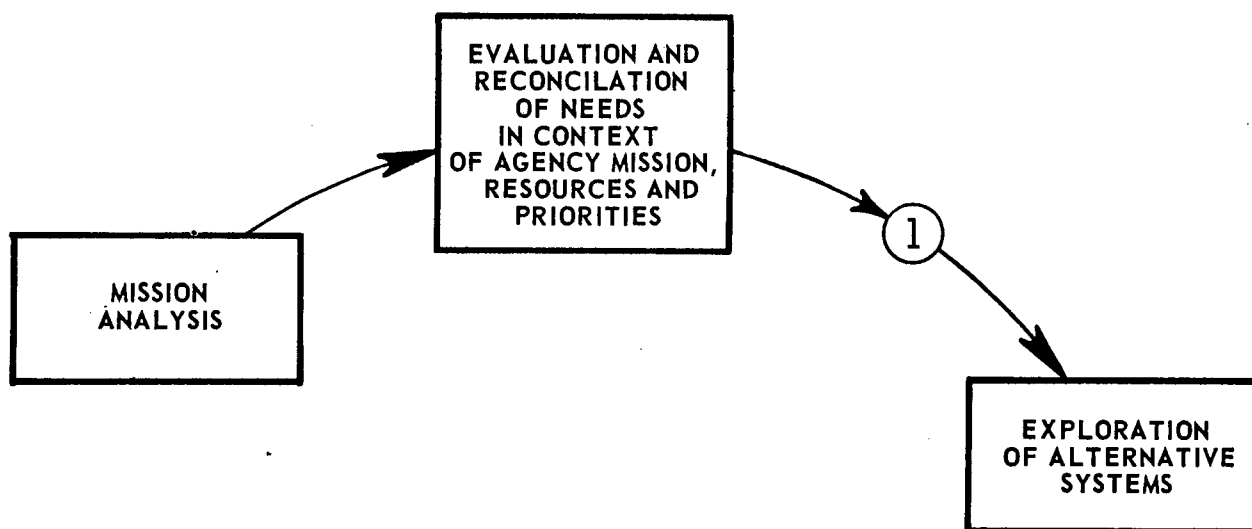 EVALUATION AND
RECONCILATION
OF NEEDS
IN CONTEXT
OF AGENCY MISSION,
RESOURCES AND
PRIORITIES
1
MISSION
ANALYSIS
EXPLORATION
OF ALTERNATIVE
SYSTEMS